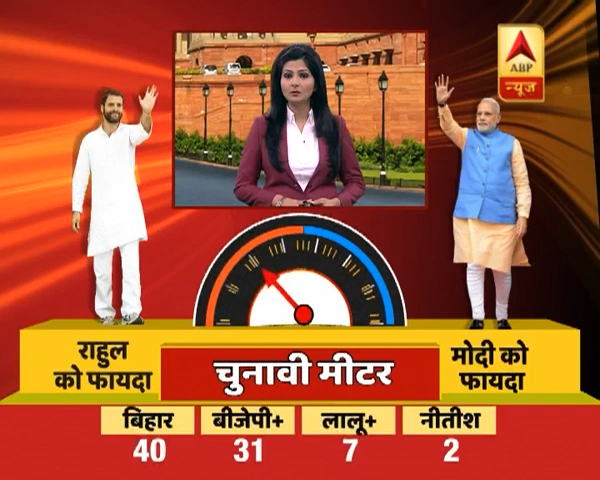 ABP
न्यूज़
राहुल
को फायदा
चुनावी मीटर
मोदी को
फायदा
बिहार बीजेपी+ लालू+ नीतीश
40 31 7 2